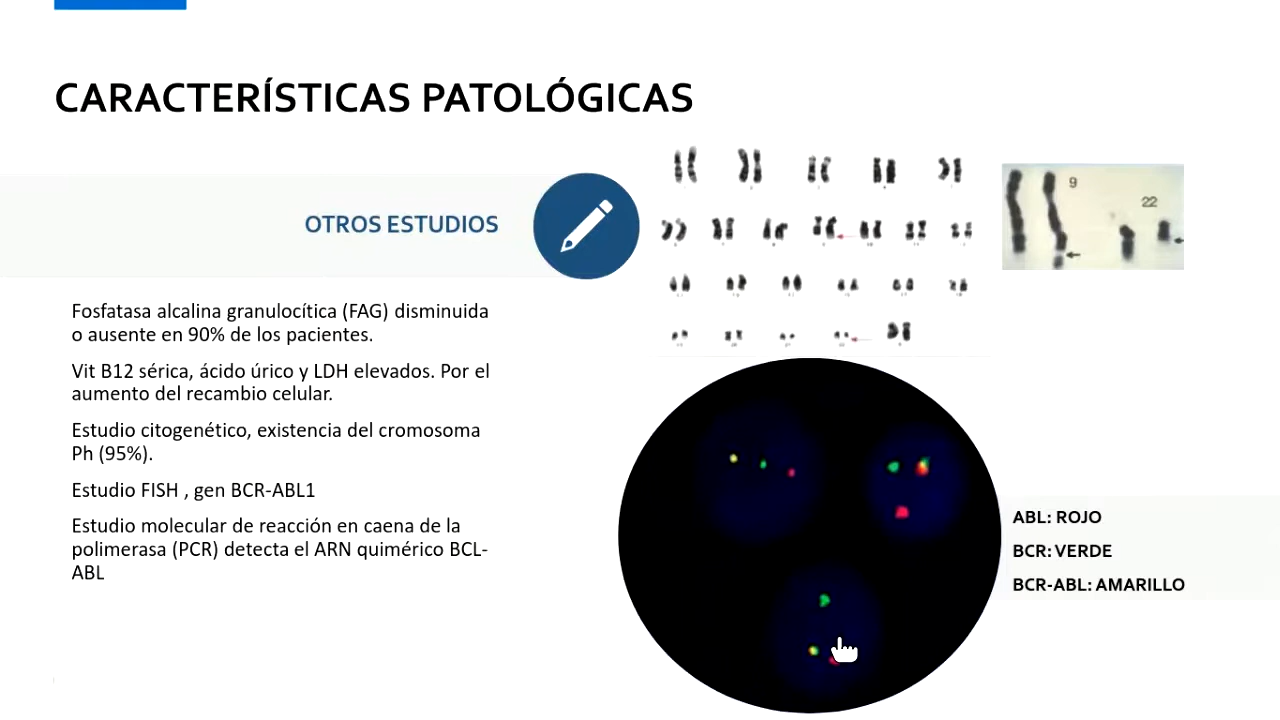 CARACTERÍSTICAS PATOLÓGICAS
OTROS ESTUDIOS
Fosfatasa alcalina granulocítica (FAG) disminuida
o ausente en 90% de los pacientes.
Vit B12 sérica, ácido úrico y LDH elevados. Por el
aumento del recambio celular.
Estudio citogenético, existencia del cromosoma
Ph (95%).
Estudio FISH , gen BCR-ABL1
Estudio molecular de reacción en caena de la
polimerasa (PCR) detecta el ARN quimérico BCL-
ABL
9
22
ABL: ROJO
BCR: VERDE
BCR-ABL: AMARILLO